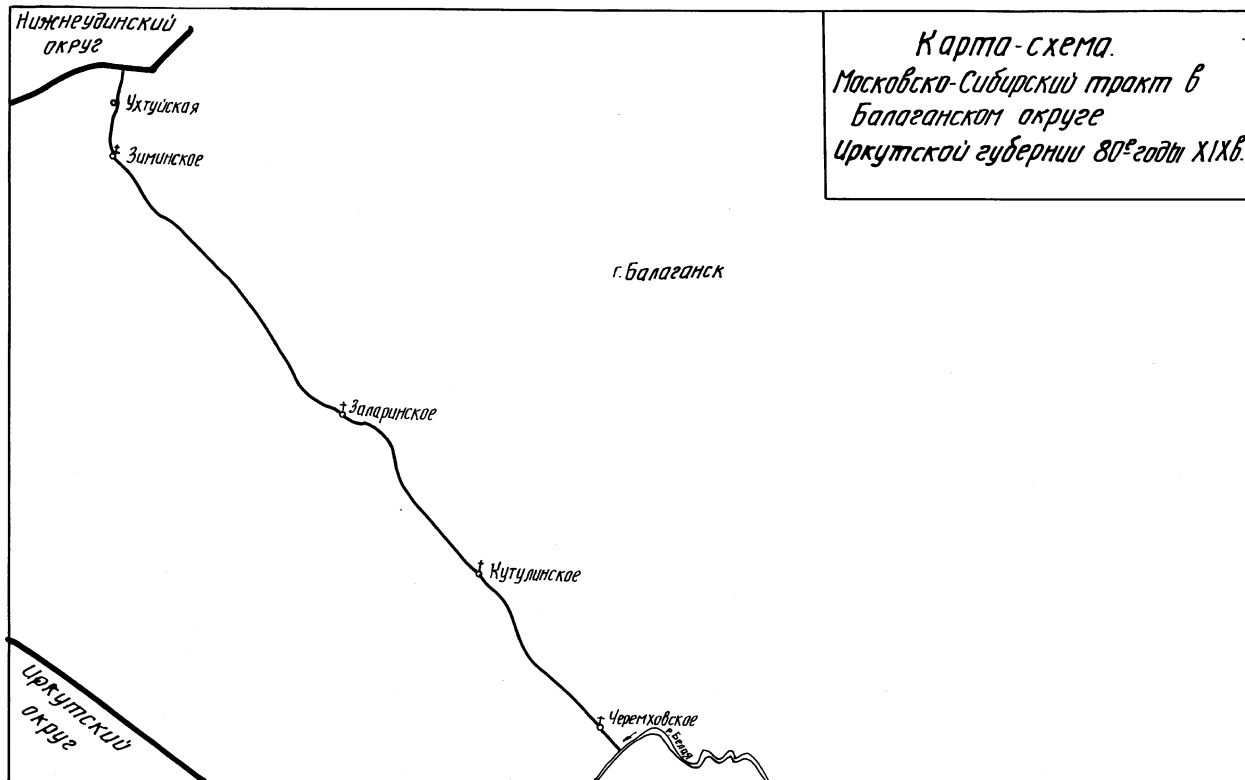 Нижнеудинский
округ
Карта-схема.
Московско-Сибирский тракт в
Балаганском округе
Иркутской губернии 80е годы XIXв.
Ухтуйская
Зиминское
г. Балаганск
Заларинское
Кутуликское
Черемховское
р. Белая
Иркутский
округ